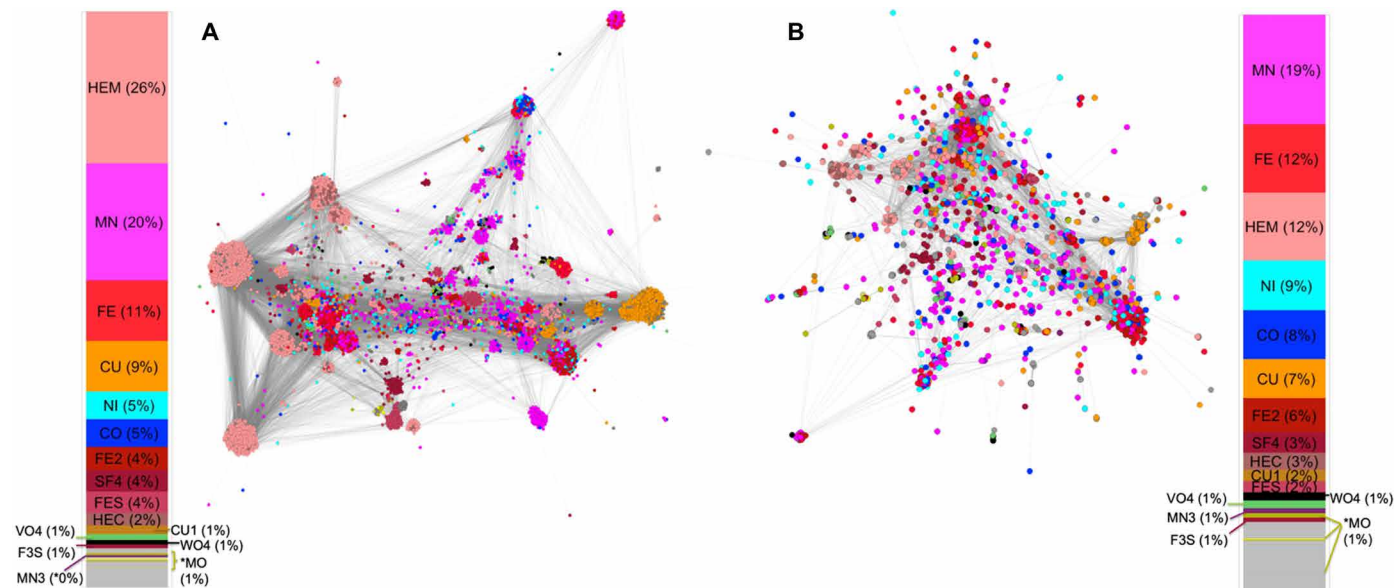 A
HEM (26%)
MN (20%)
FE (11%)
CU (9%)
NI (5%)
CO (5%)
FE2 (4%)
SF4 (4%)
FES (4%)
HEC (2%)
VO4 (1%)
CU1 (1%)
WO4 (1%)
F3S (1%)
*MO
(1%)
MN3 (*0%)
B
MN (19%)
FE (12%)
HEM (12%)
NI (9%)
CO (8%)
CU (7%)
FE2 (6%)
SF4 (3%)
HEC (3%)
CU1 (2%)
FES (2%)
VO4 (1%)
WO4 (1%)
MN3 (1%)
*MO
(1%)
F3S (1%)